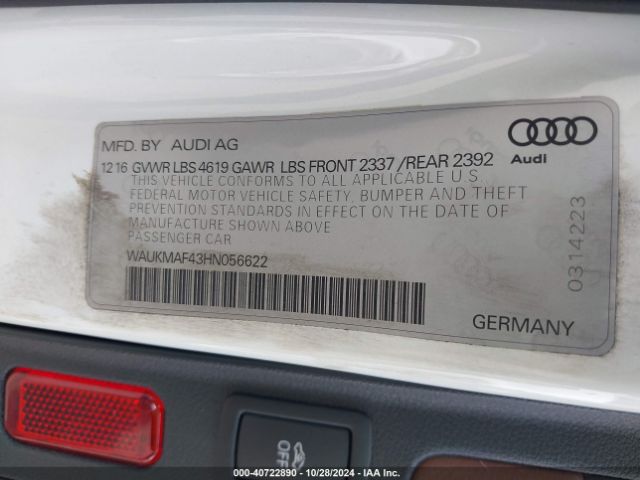 MFD. BY AUDI AG
12 16 GVWR LBS 4619 GAWR LBS FRONT 2337/REAR 2392
Audi
THIS VEHICLE CONFORMS TO ALL APPLICABLE U.S.
FEDERAL MOTOR VEHICLE SAFETY, BUMPER AND THEFT
PREVENTION STANDARDS IN EFFECT ON THE DATE OF
MANUFACTURE SHOWN ABOVE
PASSENGER CAR
WAUKMAF43HN056622
0314223
GERMANY
OFF
000-40722890 | 10/28/2024 | IAA Inc.